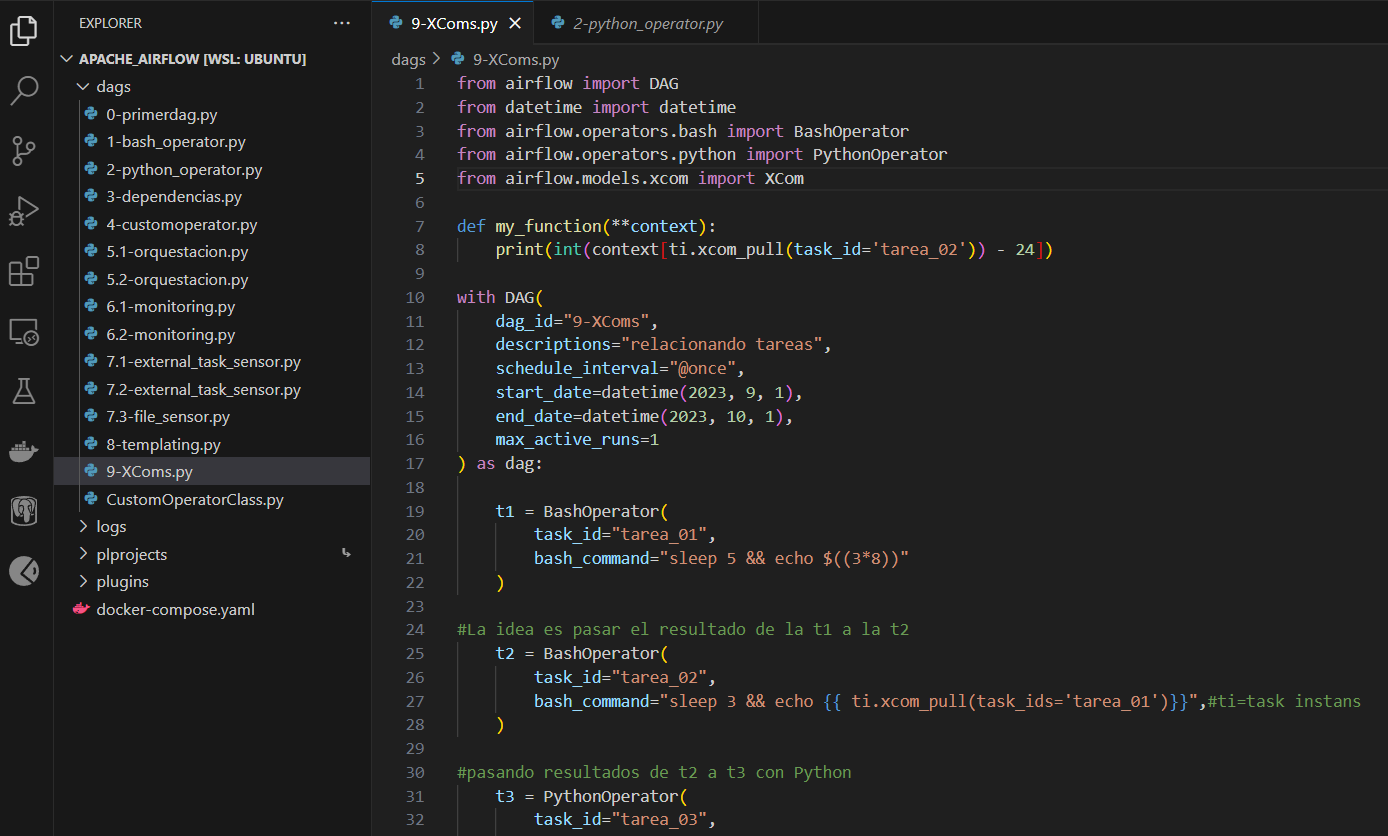 EXPLORER
APACHE_AIRFLOW [WSL: UBUNTU]
dags
0-primerdag.py
1-bash_operator.py
2-python_operator.py
3-dependencias.py
4-customoperator.py
5.1-orquestacion.py
5.2-orquestacion.py
6.1-monitoring.py
6.2-monitoring.py
7.1-external_task_sensor.py
7.2-external_task_sensor.py
7.3-file_sensor.py
8-templating.py
9-XComs.py
CustomOperatorClass.py
logs
plprojects
plugins
docker-compose.yaml
9-XComs.py
2-python_operator.py
dags > 9-XComs.py
1 from airflow import DAG
2 from datetime import datetime
3 from airflow.operators.bash import BashOperator
4 from airflow.operators.python import PythonOperator
5 from airflow.models.xcom import XCom
6
7 def my_function(**context):
8 print(int(context[ti.xcom_pull(task_id='tarea_02')) - 24])
9
10 with DAG(
11 dag_id="9-XComs",
12 descriptions="relacionando tareas",
13 schedule_interval="@once",
14 start_date=datetime(2023, 9, 1),
15 end_date=datetime(2023, 10, 1),
16 max_active_runs=1
17 ) as dag:
18
19 t1 = BashOperator(
20 task_id="tarea_01",
21 bash_command="sleep 5 && echo $((3*8))"
22 )
23
24 #La idea es pasar el resultado de la t1 a la t2
25 t2 = BashOperator(
26 task_id="tarea_02",
27 bash_command="sleep 3 && echo {{ ti.xcom_pull(task_ids='tarea_01')}}",#ti=task instans
28 )
29
30 #pasando resultados de t2 a t3 con Python
31 t3 = PythonOperator(
32 task_id="tarea_03",